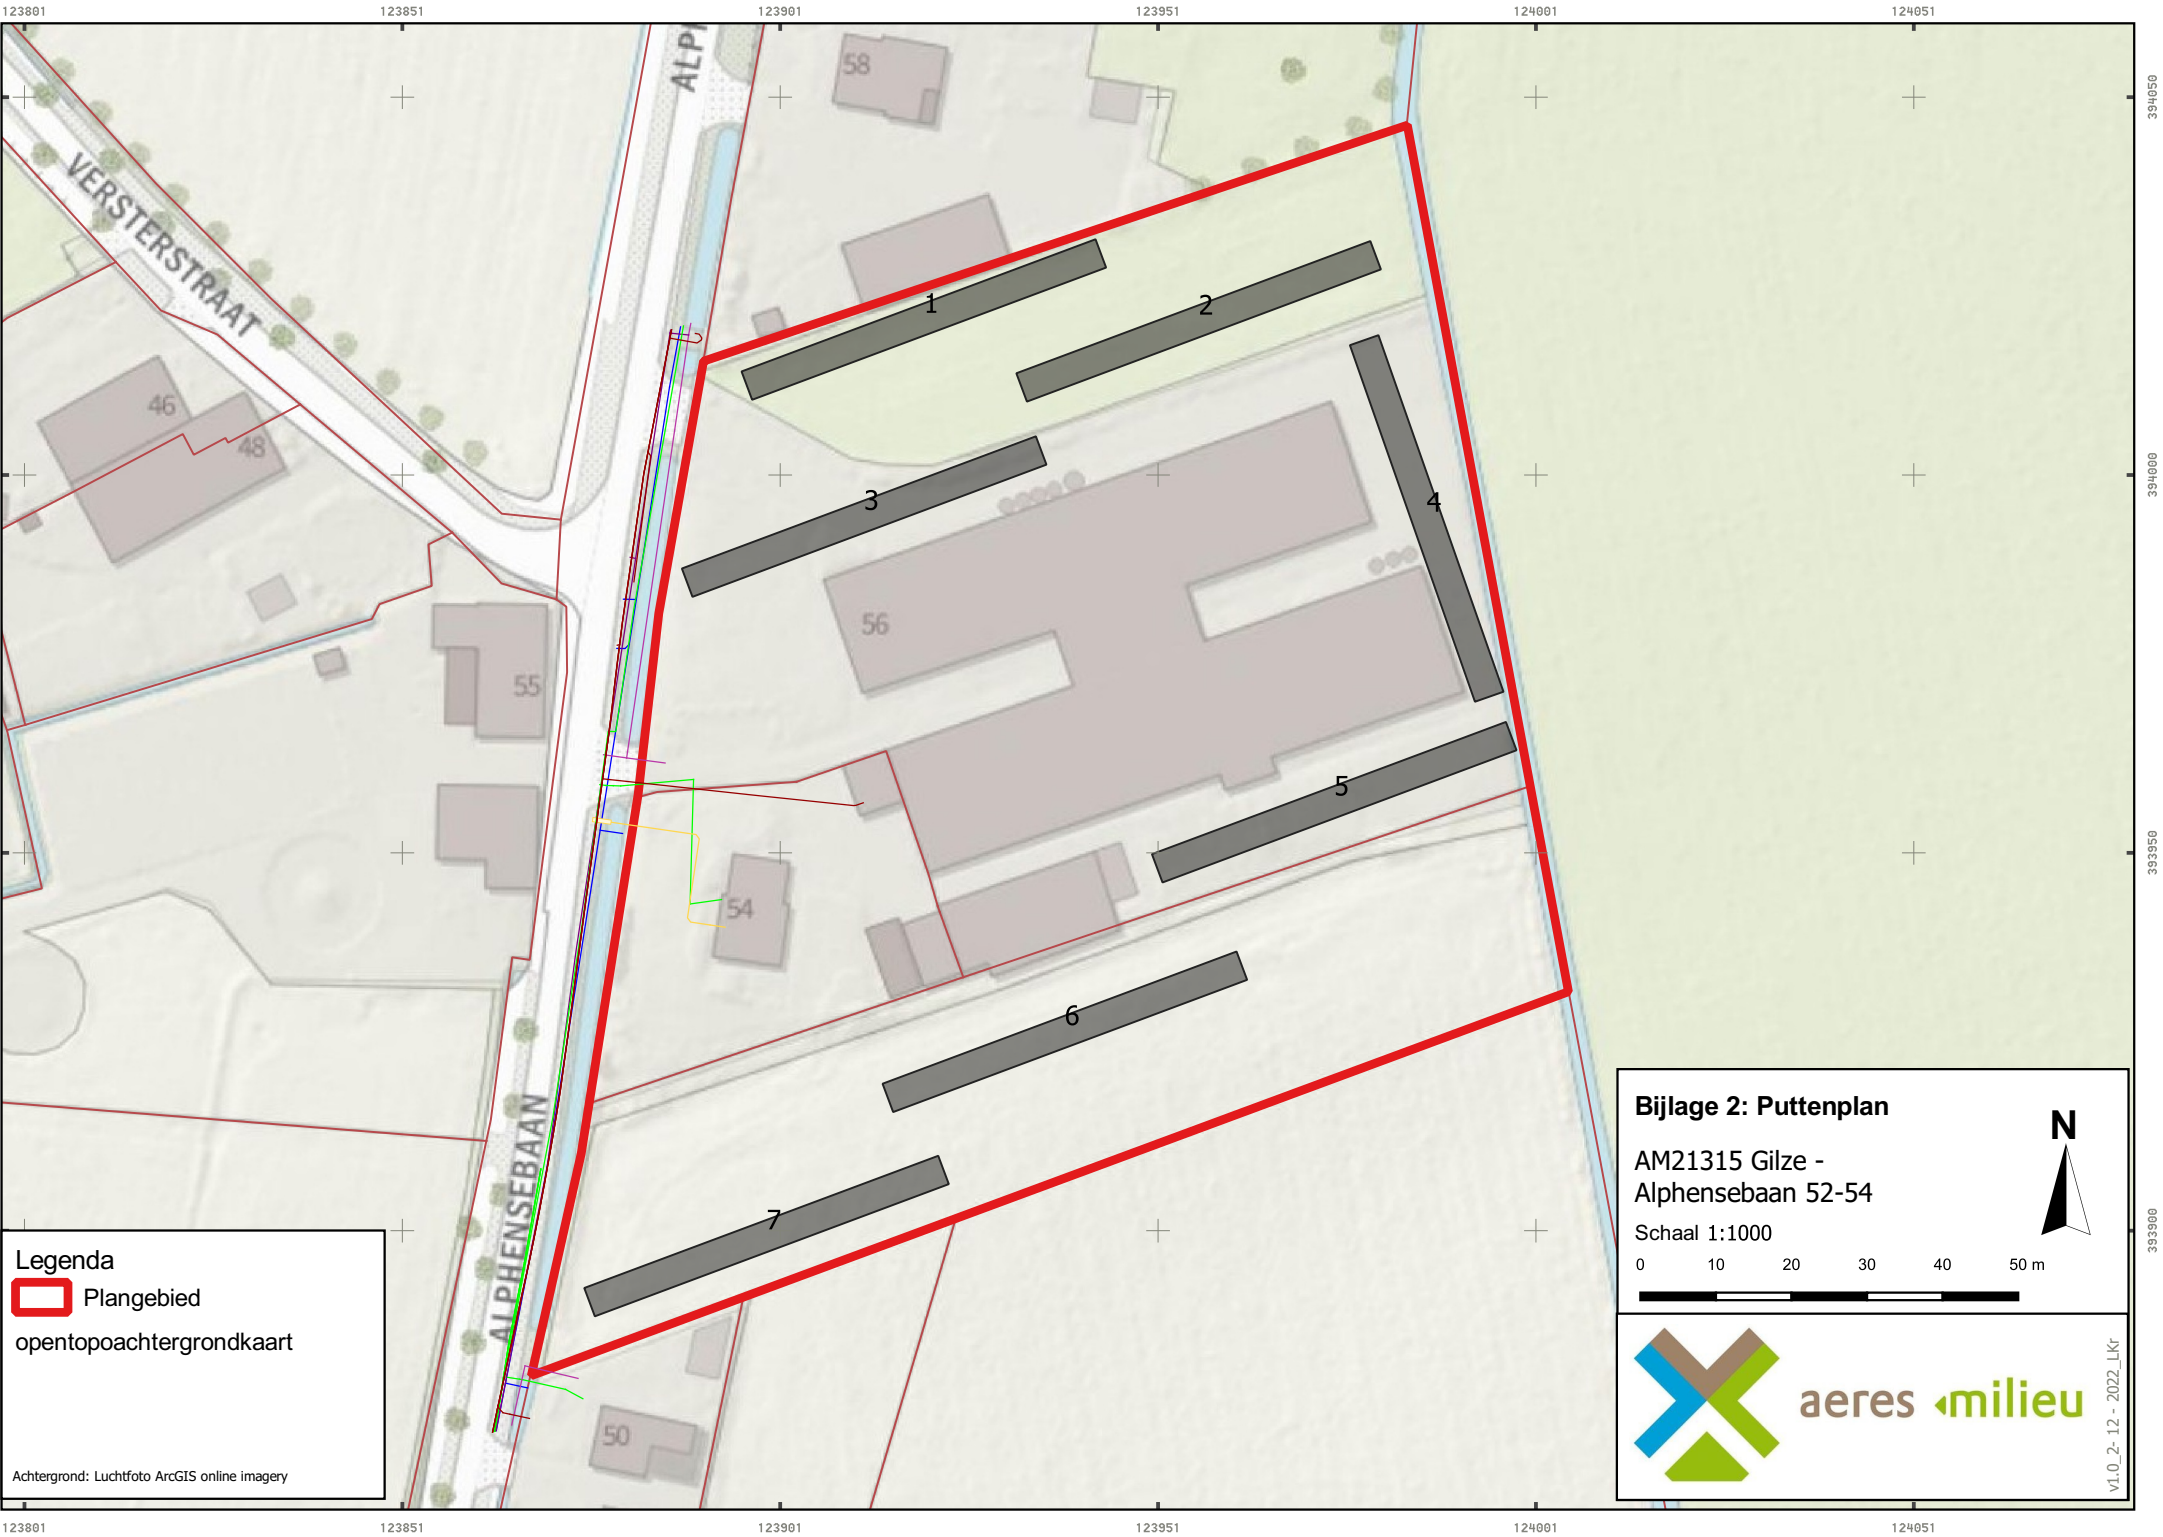 123801 123851 123901 123951 124001 124051
394050
394000
393950
393900
ALPH
58
VERSTERSTRAAT
1
2
46
48
3
4
56
55
5
54
6
7
ALPHENSEBAAN
50
Legenda
Plangebied
opentopoachtergrondkaart
Achtergrond: Luchtfoto ArcGIS online imagery
Bijlage 2: Puttenplan
N
AM21315 Gilze -
Alphensebaan 52-54
Schaal 1:1000
0 10 20 30 40 50 m
aeres milieu
v1.0_2- 12 - 2022_LKr
123801 123851 123901 123951 124001 124051